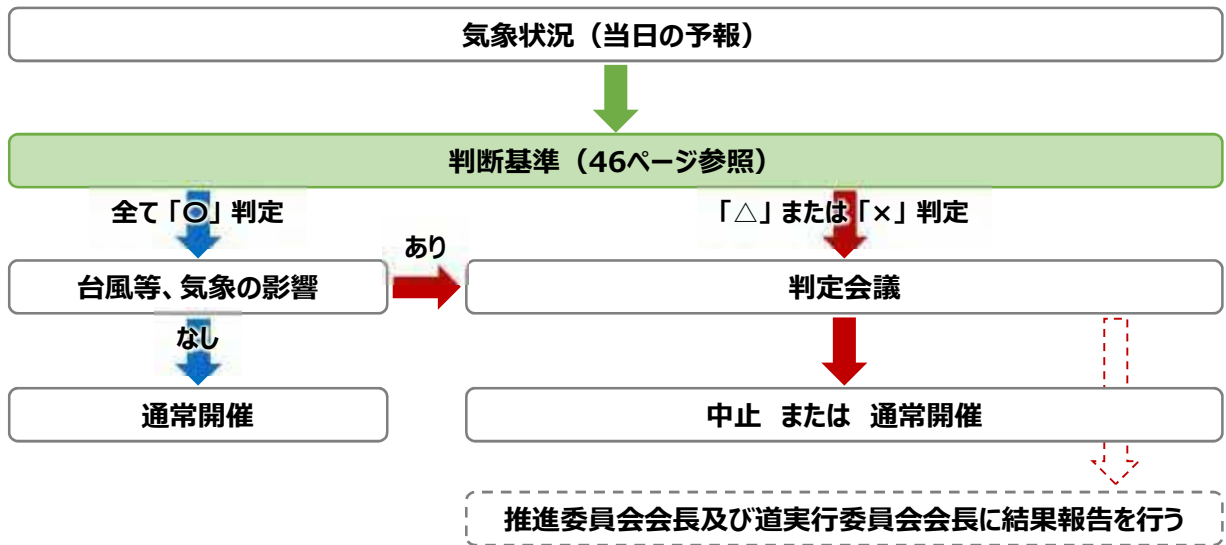 気象状況（当日の予報）
判断基準（46ページ参照）
全て「〇」判定
「△」または「×」判定
あり
台風等、気象の影響
判定会議
なし
通常開催
中止 または 通常開催
推進委員会会長及び道実行委員会会長に結果報告を行う